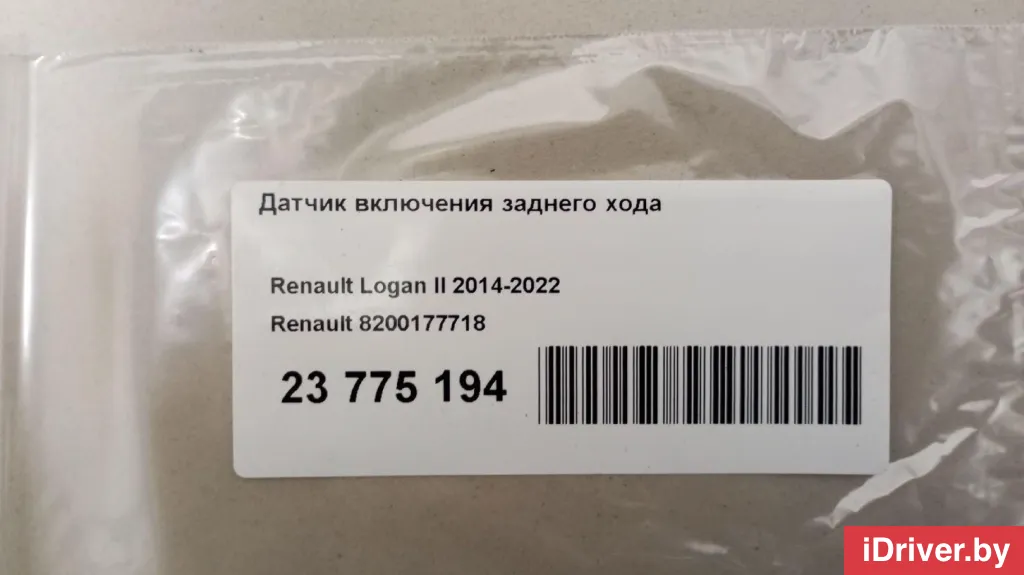 Датчик включения заднего хода
Renault Logan II 2014-2022
Renault 8200177718
23 775 194
iDriver.by